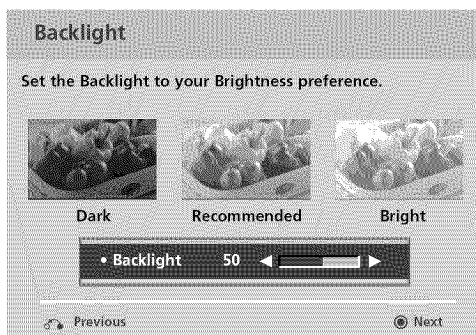 Backlight
Set the Backlight to your Brightness preference.
Dark Recommended Bright
• Backlight 50
Previous Next